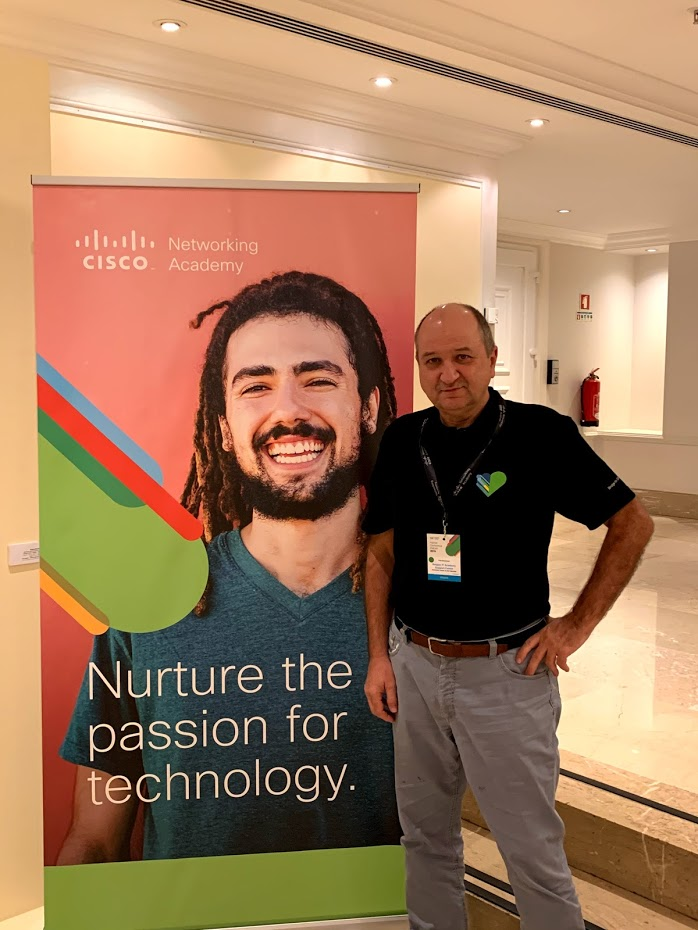 CISCO
Networking
Academy
Nurture the
passion for
technology.